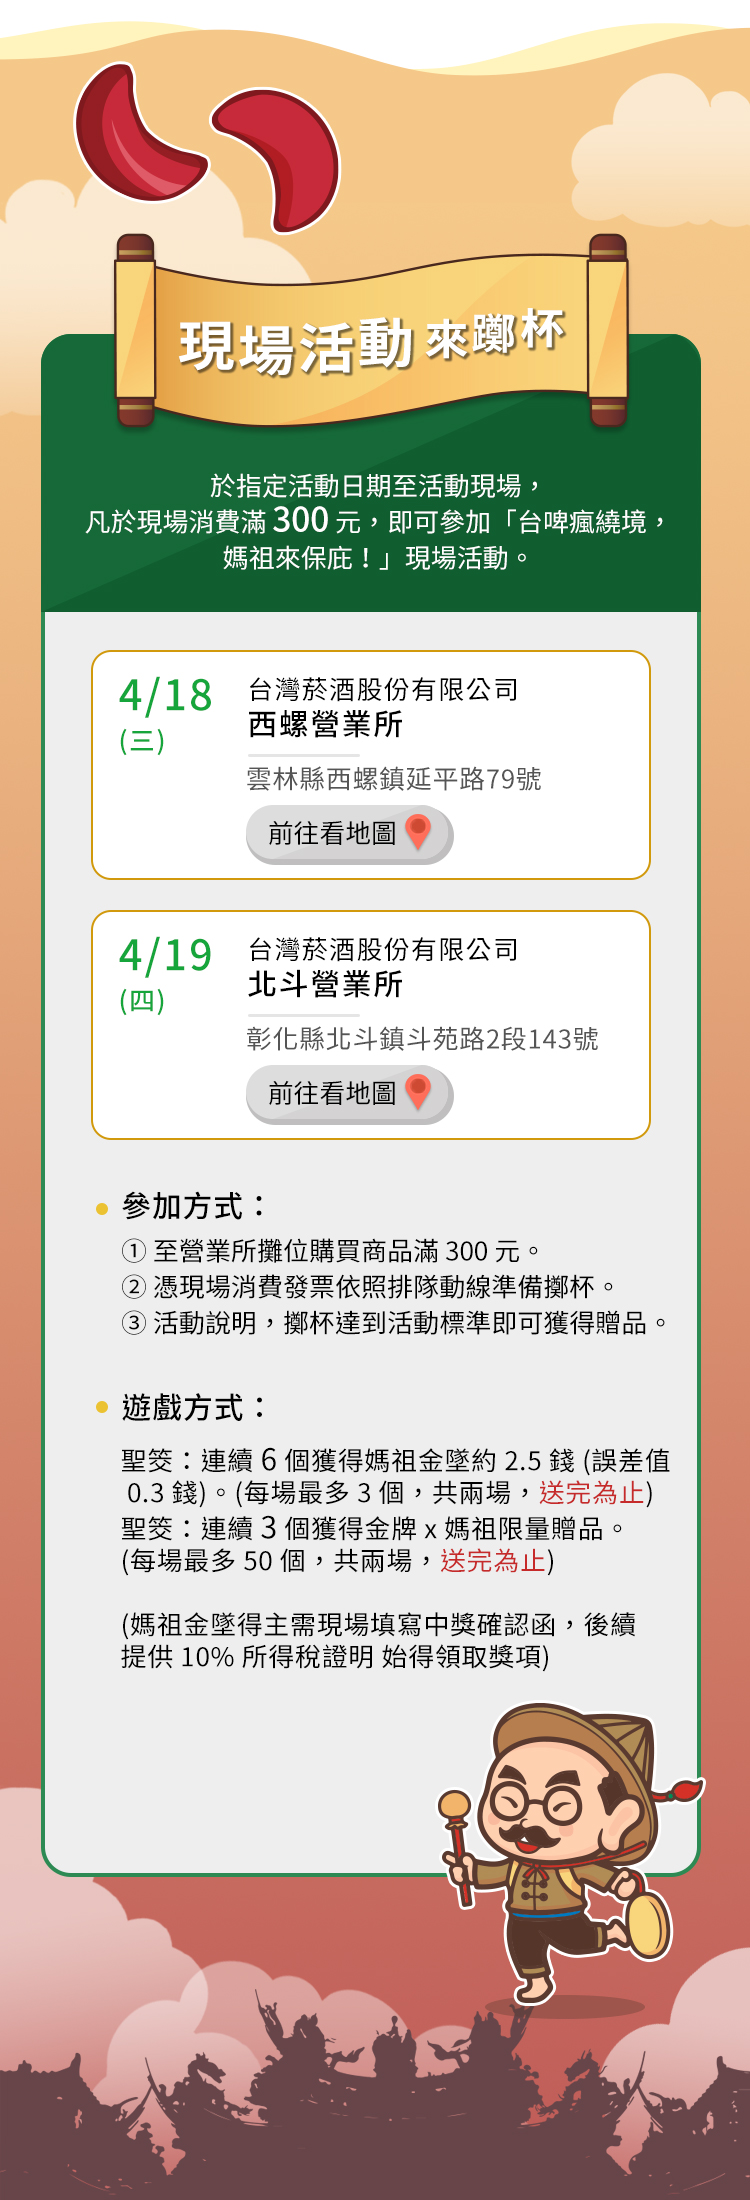 現場活動來躑杯
於指定活動日期至活動現場，
凡於現場消費滿 300 元，即可參加「台啤瘋繞境，
媽祖來保庇！」現場活動。
4/18
(三)
台灣菸酒股份有限公司
西螺營業所
雲林縣西螺鎮延平路79號
前往看地圖
4/19
(四)
台灣菸酒股份有限公司
北斗營業所
彰化縣北斗鎮斗苑路2段143號
前往看地圖
參加方式：
① 至營業所攤位購買商品滿 300 元。
② 憑現場消費發票依照排隊動線準備擲杯。
③ 活動說明，擲杯達到活動標準即可獲得贈品。
遊戲方式：
聖筊：連續 6 個獲得媽祖金墜約 2.5 錢 (誤差值
0.3 錢)。(每場最多 3 個，共兩場，送完為止)
聖筊：連續 3 個獲得金牌 x 媽祖限量贈品。
(每場最多 50 個，共兩場，送完為止)
(媽祖金墜得主需現場填寫中獎確認函，後續
提供 10% 所得稅證明 始得領取獎項)